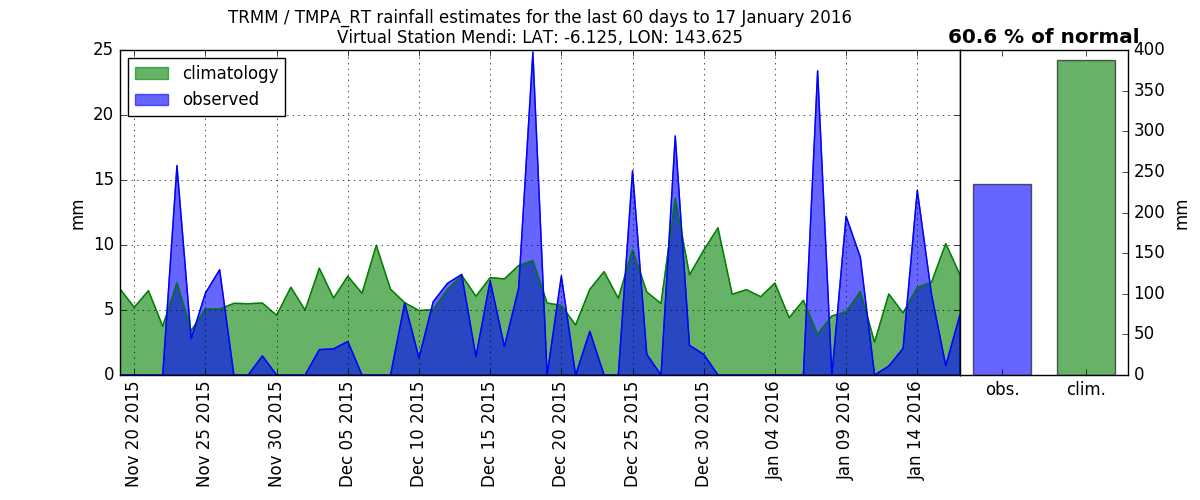 TRMM / TMPA_RT rainfall estimates for the last 60 days to 17 January 2016
Virtual Station Mendi: LAT: -6.125, LON: 143.625
60.6 % of normal
climatology
observed
25
20
15
10
5
0
mm
Nov 20 2015
Nov 25 2015
Nov 30 2015
Dec 05 2015
Dec 10 2015
Dec 15 2015
Dec 20 2015
Dec 25 2015
Dec 30 2015
Jan 04 2016
Jan 09 2016
Jan 14 2016
400
350
300
250
200
150
100
50
0
mm
obs.
clim.